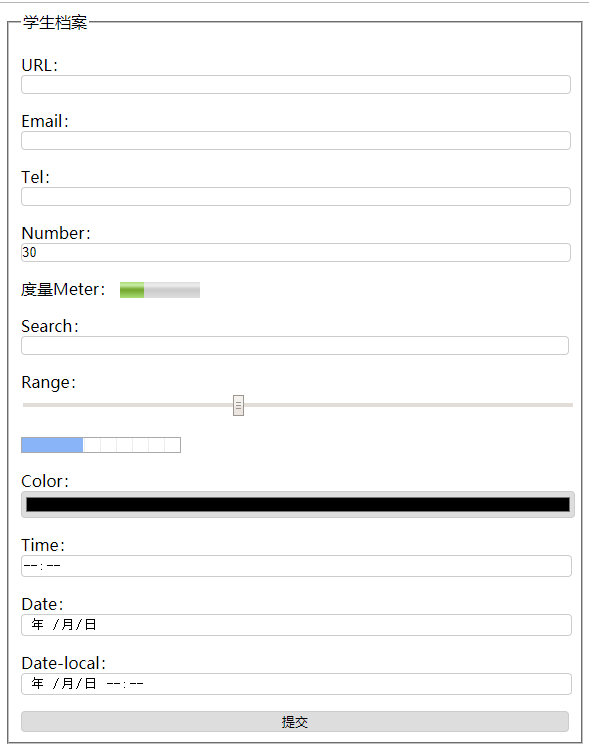 学生档案
URL：
Email：
Tel：
Number：
30
度量Meter：
Search：
Range：
Color：
Time：
--:--
Date：
年 /月/日
Date-local：
年 /月/日 --:--
提交